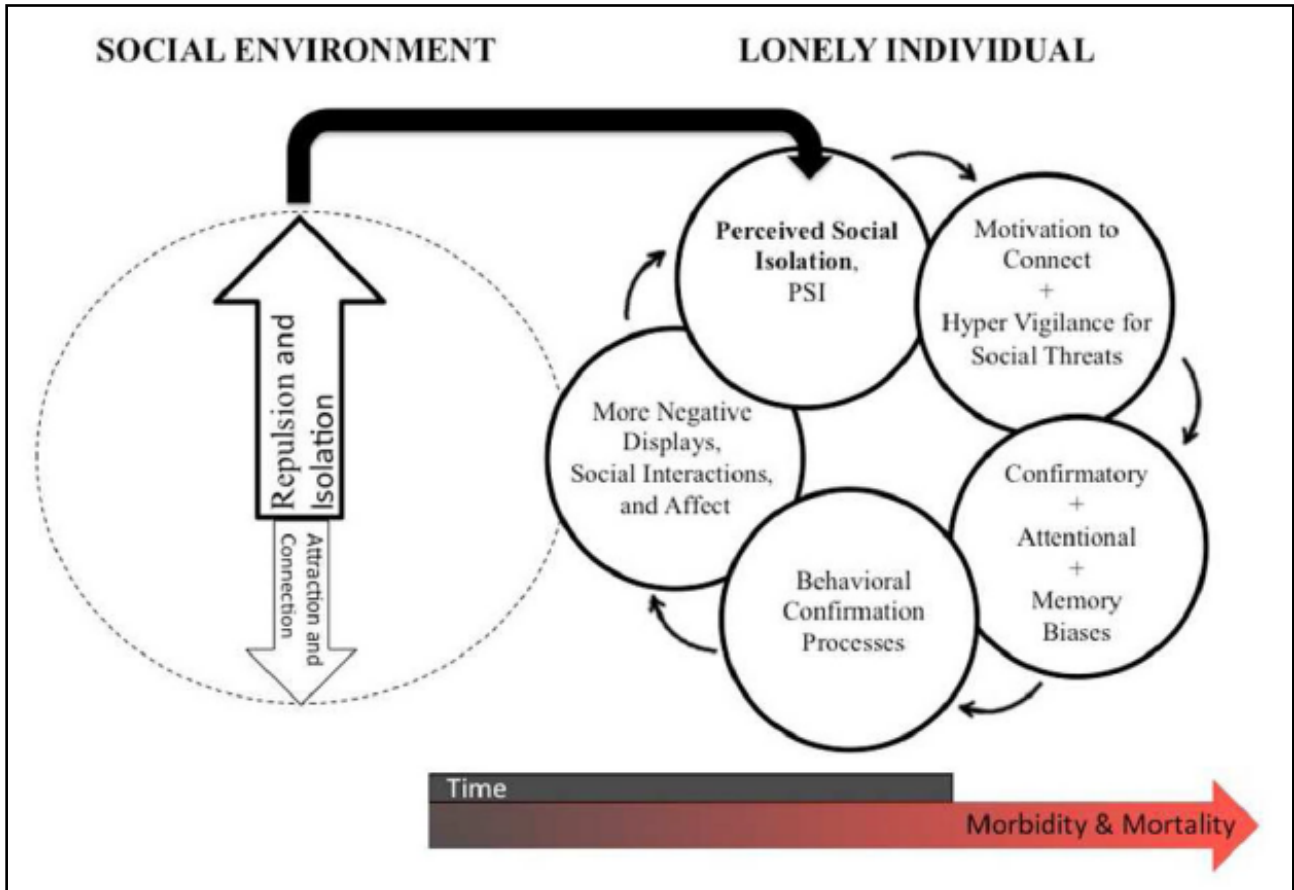 SOCIAL ENVIRONMENT
LONELY INDIVIDUAL
Repulsion and
Isolation
Attraction and
Connection
Perceived Social
Isolation,
PSI
Motivation to
Connect
+
Hyper Vigilance for
Social Threats
Confirmatory
+
Attentional
+
Memory
Biases
Behavioral
Confirmation
Processes
More Negative
Displays,
Social Interactions,
and Affect
Time
Morbidity & Mortality